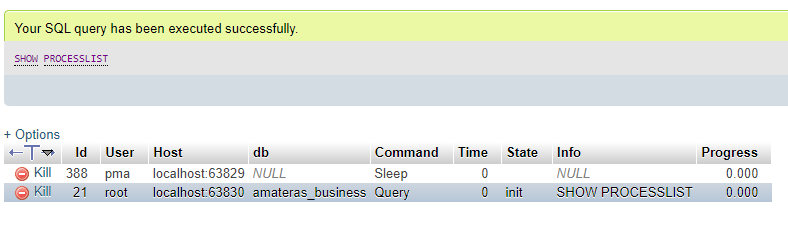 Your SQL query has been executed successfully.
SHOW PROCESSLIST
+ Options
Id User Host db Command Time State Info Progress
Kill 388 pma localhost:63829 NULL Sleep 0 NULL 0.000
Kill 21 root localhost:63830 amateras_business Query 0 init SHOW PROCESSLIST 0.000